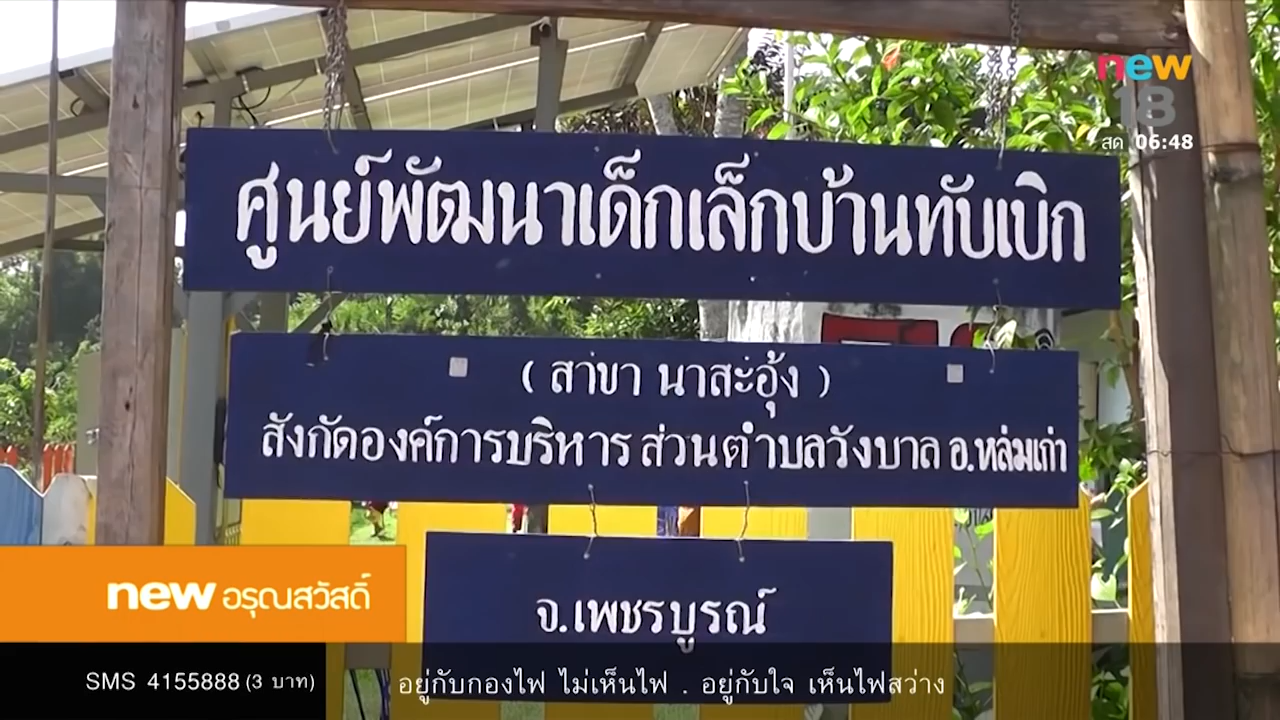 new
18
สด 06:48
ศูนย์พัฒนาเด็กเล็กบ้านทับเบิก
( สาขา นาสะอุ้ง )
สังกัดองค์การบริหารส่วนตำบลวังบาล อ.หล่มเก่า
จ.เพชรบูรณ์
new อรุณสวัสดิ์
SMS 4155888 (3 บาท)
อยู่กับกองไฟ ไม่เห็นไฟ . อยู่กับใจ เห็นไฟสว่าง